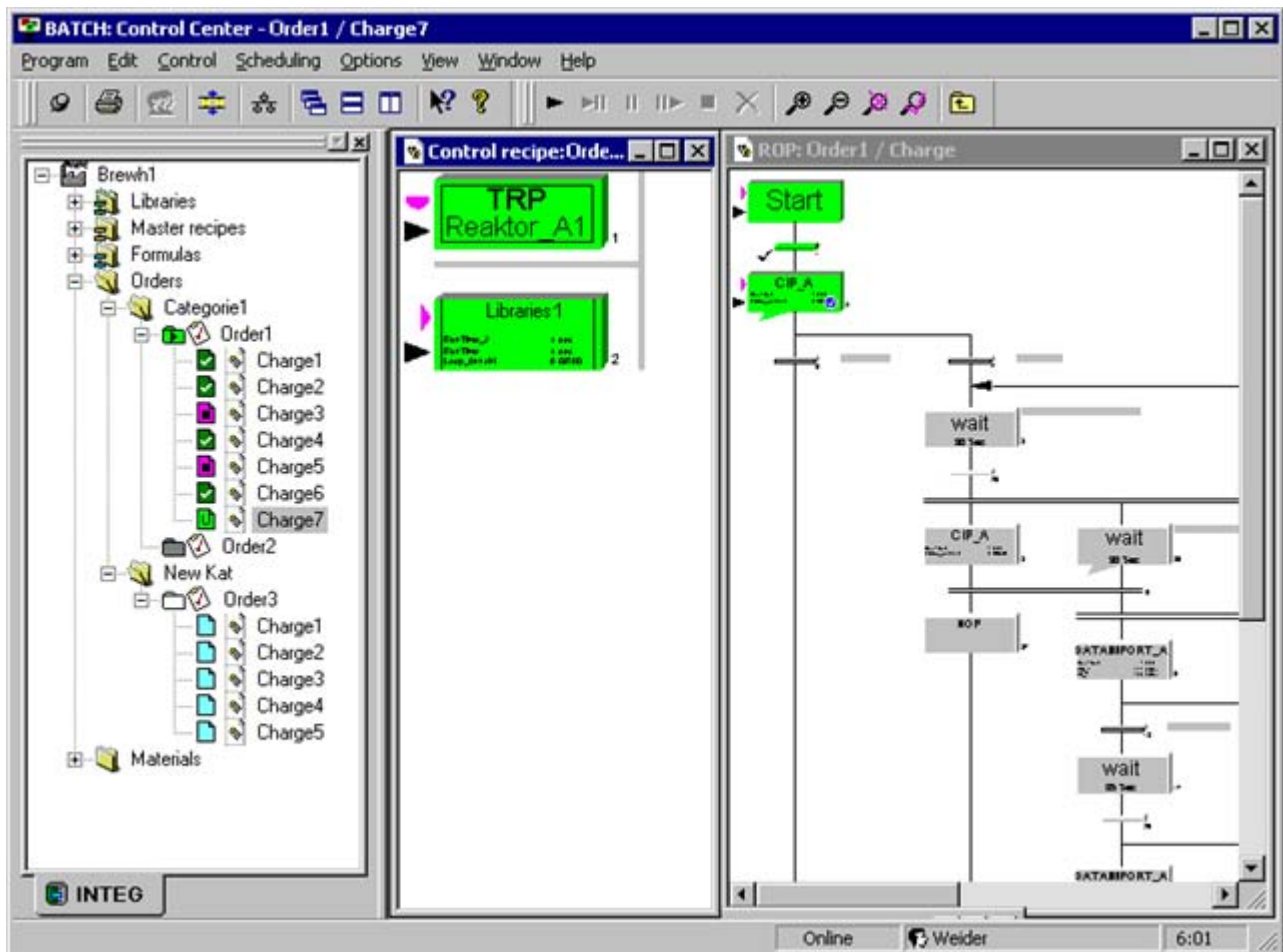 BATCH: Control Center - Order1 / Charge7
Program Edit Control Scheduling Options View Window Help
Brewh1
Libraries
Master recipes
Formulas
Orders
Categorie1
Order1
Charge1
Charge2
Charge3
Charge4
Charge5
Charge6
Charge7
Order2
New Kat
Order3
Charge1
Charge2
Charge3
Charge4
Charge5
Materials
INTEG
Control recipe:Orde...
TRP
Reaktor_A1
1
Libraries1
2
ROP: Order1 / Charge
Start
CIP_A
wait
CIP_A
wait
wait
Online
Weider
6:01